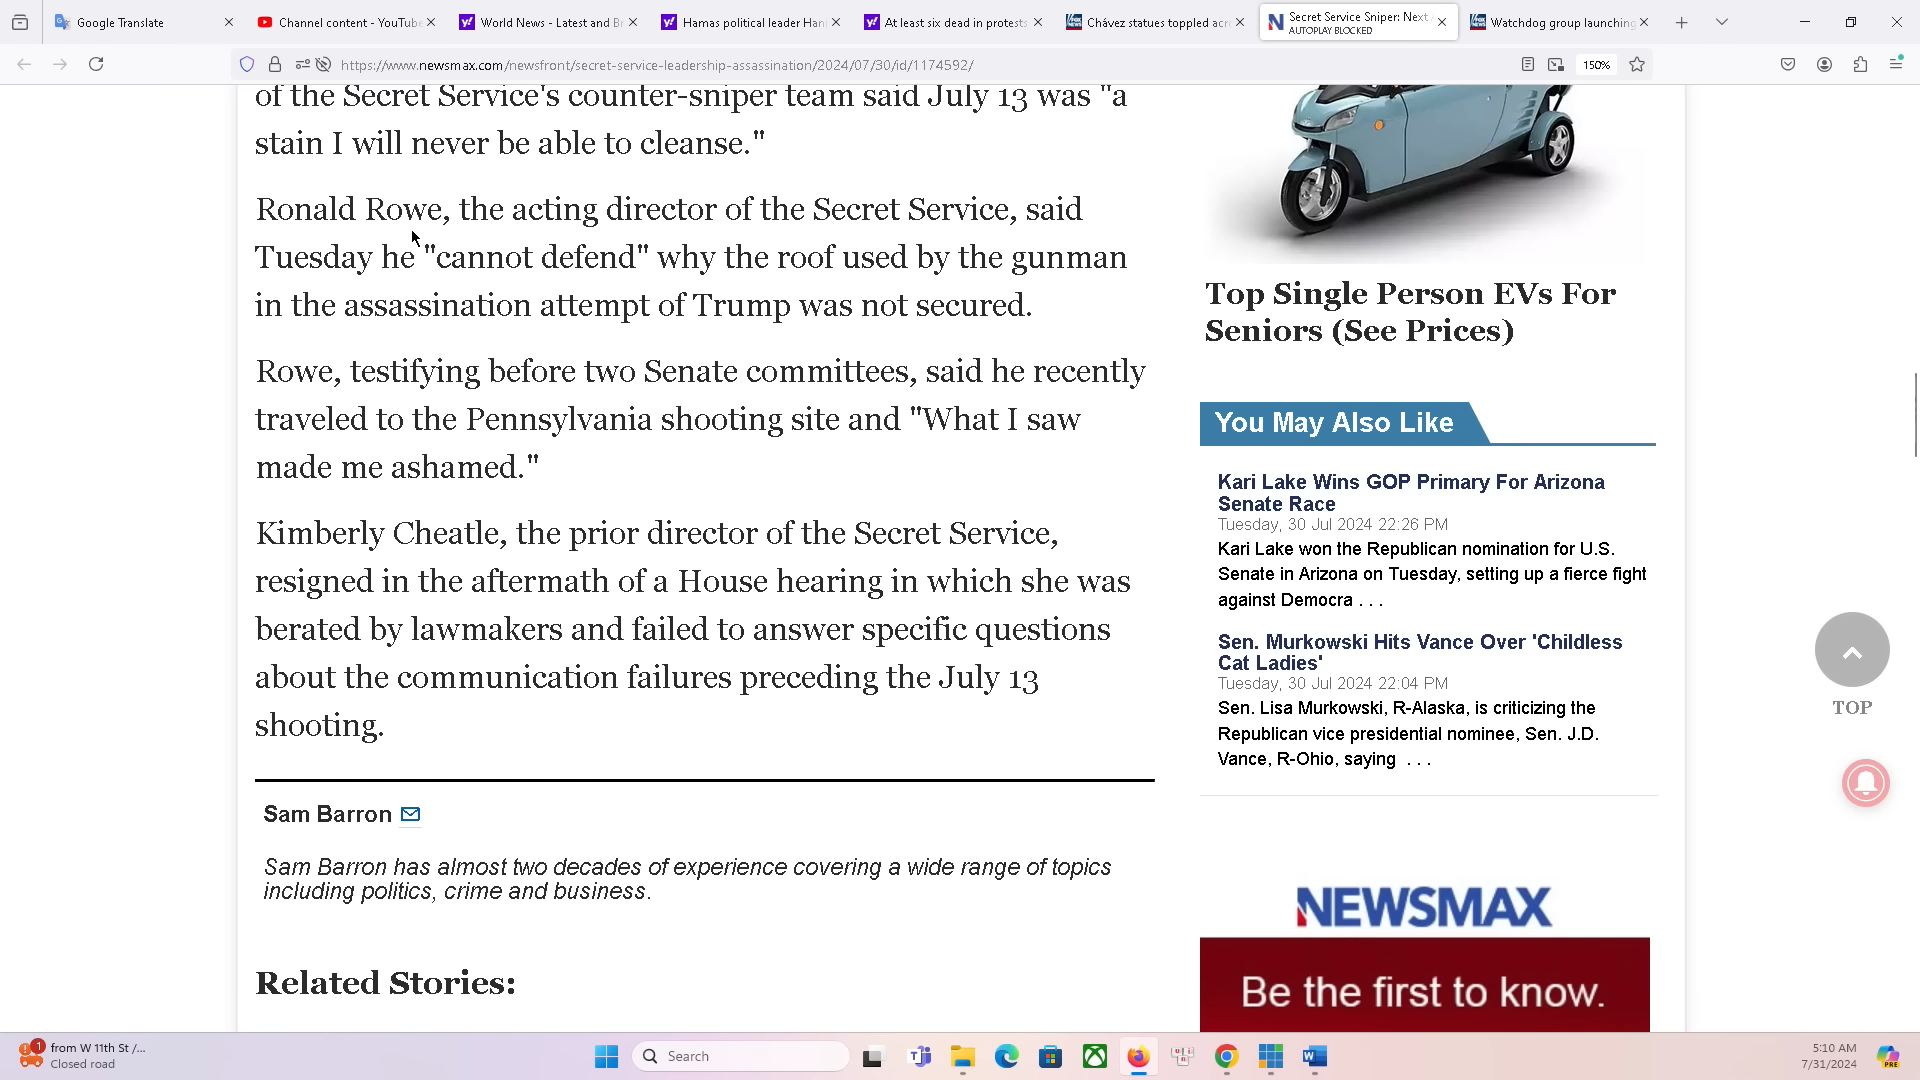 Google Translate
Channel content - YouTube
World News - Latest and Br
Hamas political leader Han
At least six dead in protests
Chávez statues toppled acr
Secret Service Sniper: Next
AUTOPLAY BLOCKED
Watchdog group launching
https://www.newsmax.com/newsfront/secret-service-leadership-assassination/2024/07/30/id/1174592/
150%
of the Secret Service's counter-sniper team said July 13 was "a
stain I will never be able to cleanse."
Ronald Rowe, the acting director of the Secret Service, said
Tuesday he "cannot defend" why the roof used by the gunman
in the assassination attempt of Trump was not secured.
Rowe, testifying before two Senate committees, said he recently
traveled to the Pennsylvania shooting site and "What I saw
made me ashamed."
Kimberly Cheatle, the prior director of the Secret Service,
resigned in the aftermath of a House hearing in which she was
berated by lawmakers and failed to answer specific questions
about the communication failures preceding the July 13
shooting.
Sam Barron
Sam Barron has almost two decades of experience covering a wide range of topics
including politics, crime and business.
Related Stories:
Top Single Person EVs For
Seniors (See Prices)
You May Also Like
Kari Lake Wins GOP Primary For Arizona
Senate Race
Tuesday, 30 Jul 2024 22:26 PM
Kari Lake won the Republican nomination for U.S.
Senate in Arizona on Tuesday, setting up a fierce fight
against Democra . . .
Sen. Murkowski Hits Vance Over 'Childless
Cat Ladies'
Tuesday, 30 Jul 2024 22:04 PM
Sen. Lisa Murkowski, R-Alaska, is criticizing the
Republican vice presidential nominee, Sen. J.D.
Vance, R-Ohio, saying . . .
NEWSMAX
Be the first to know.
TOP
1
from W 11th St /...
Closed road
Search
5:10 AM
7/31/2024
PRE